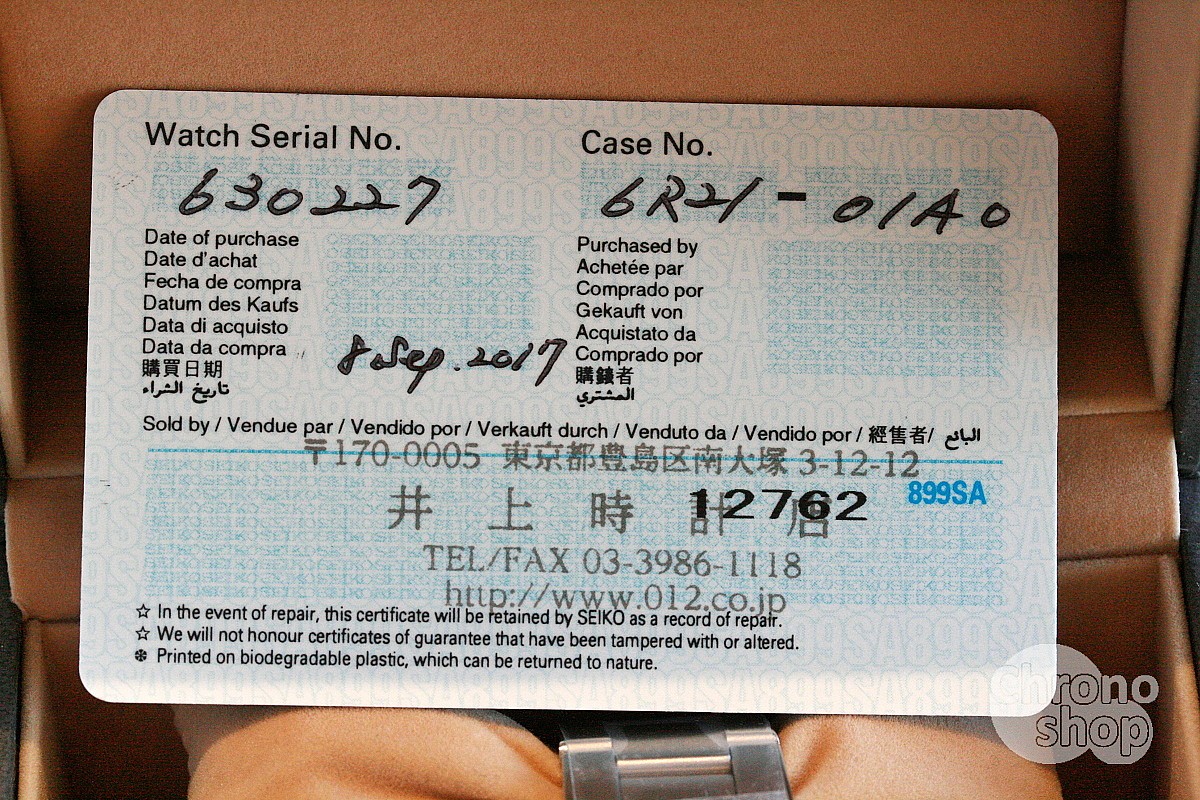 Watch Serial No.
630227
Case No.
6R21-01A0
Date of purchase
Date d'achat
Fecha de compra
Datum des Kaufs
Data di acquisto
Data da compra
購買日期
تاريخ الشراء
8 Sep. 2017
Purchased by
Achetée par
Comprado por
Gekauft von
Acquistato da
Comprado por
購錶者
المشتري
Sold by / Vendue par / Vendido por / Verkauft durch / Venduto da / Vendido por / 經售者/ البائع
〒170-0005 東京都豊島区南大塚 3-12-12
899SA
井上時計店
12762
TEL/FAX 03-3986-1118
http://www.012.co.jp
☆ In the event of repair, this certificate will be retained by SEIKO as a record of repair.
☆ We will not honour certificates of guarantee that have been tampered with or altered.
❄ Printed on biodegradable plastic, which can be returned to nature.
chrono
shop